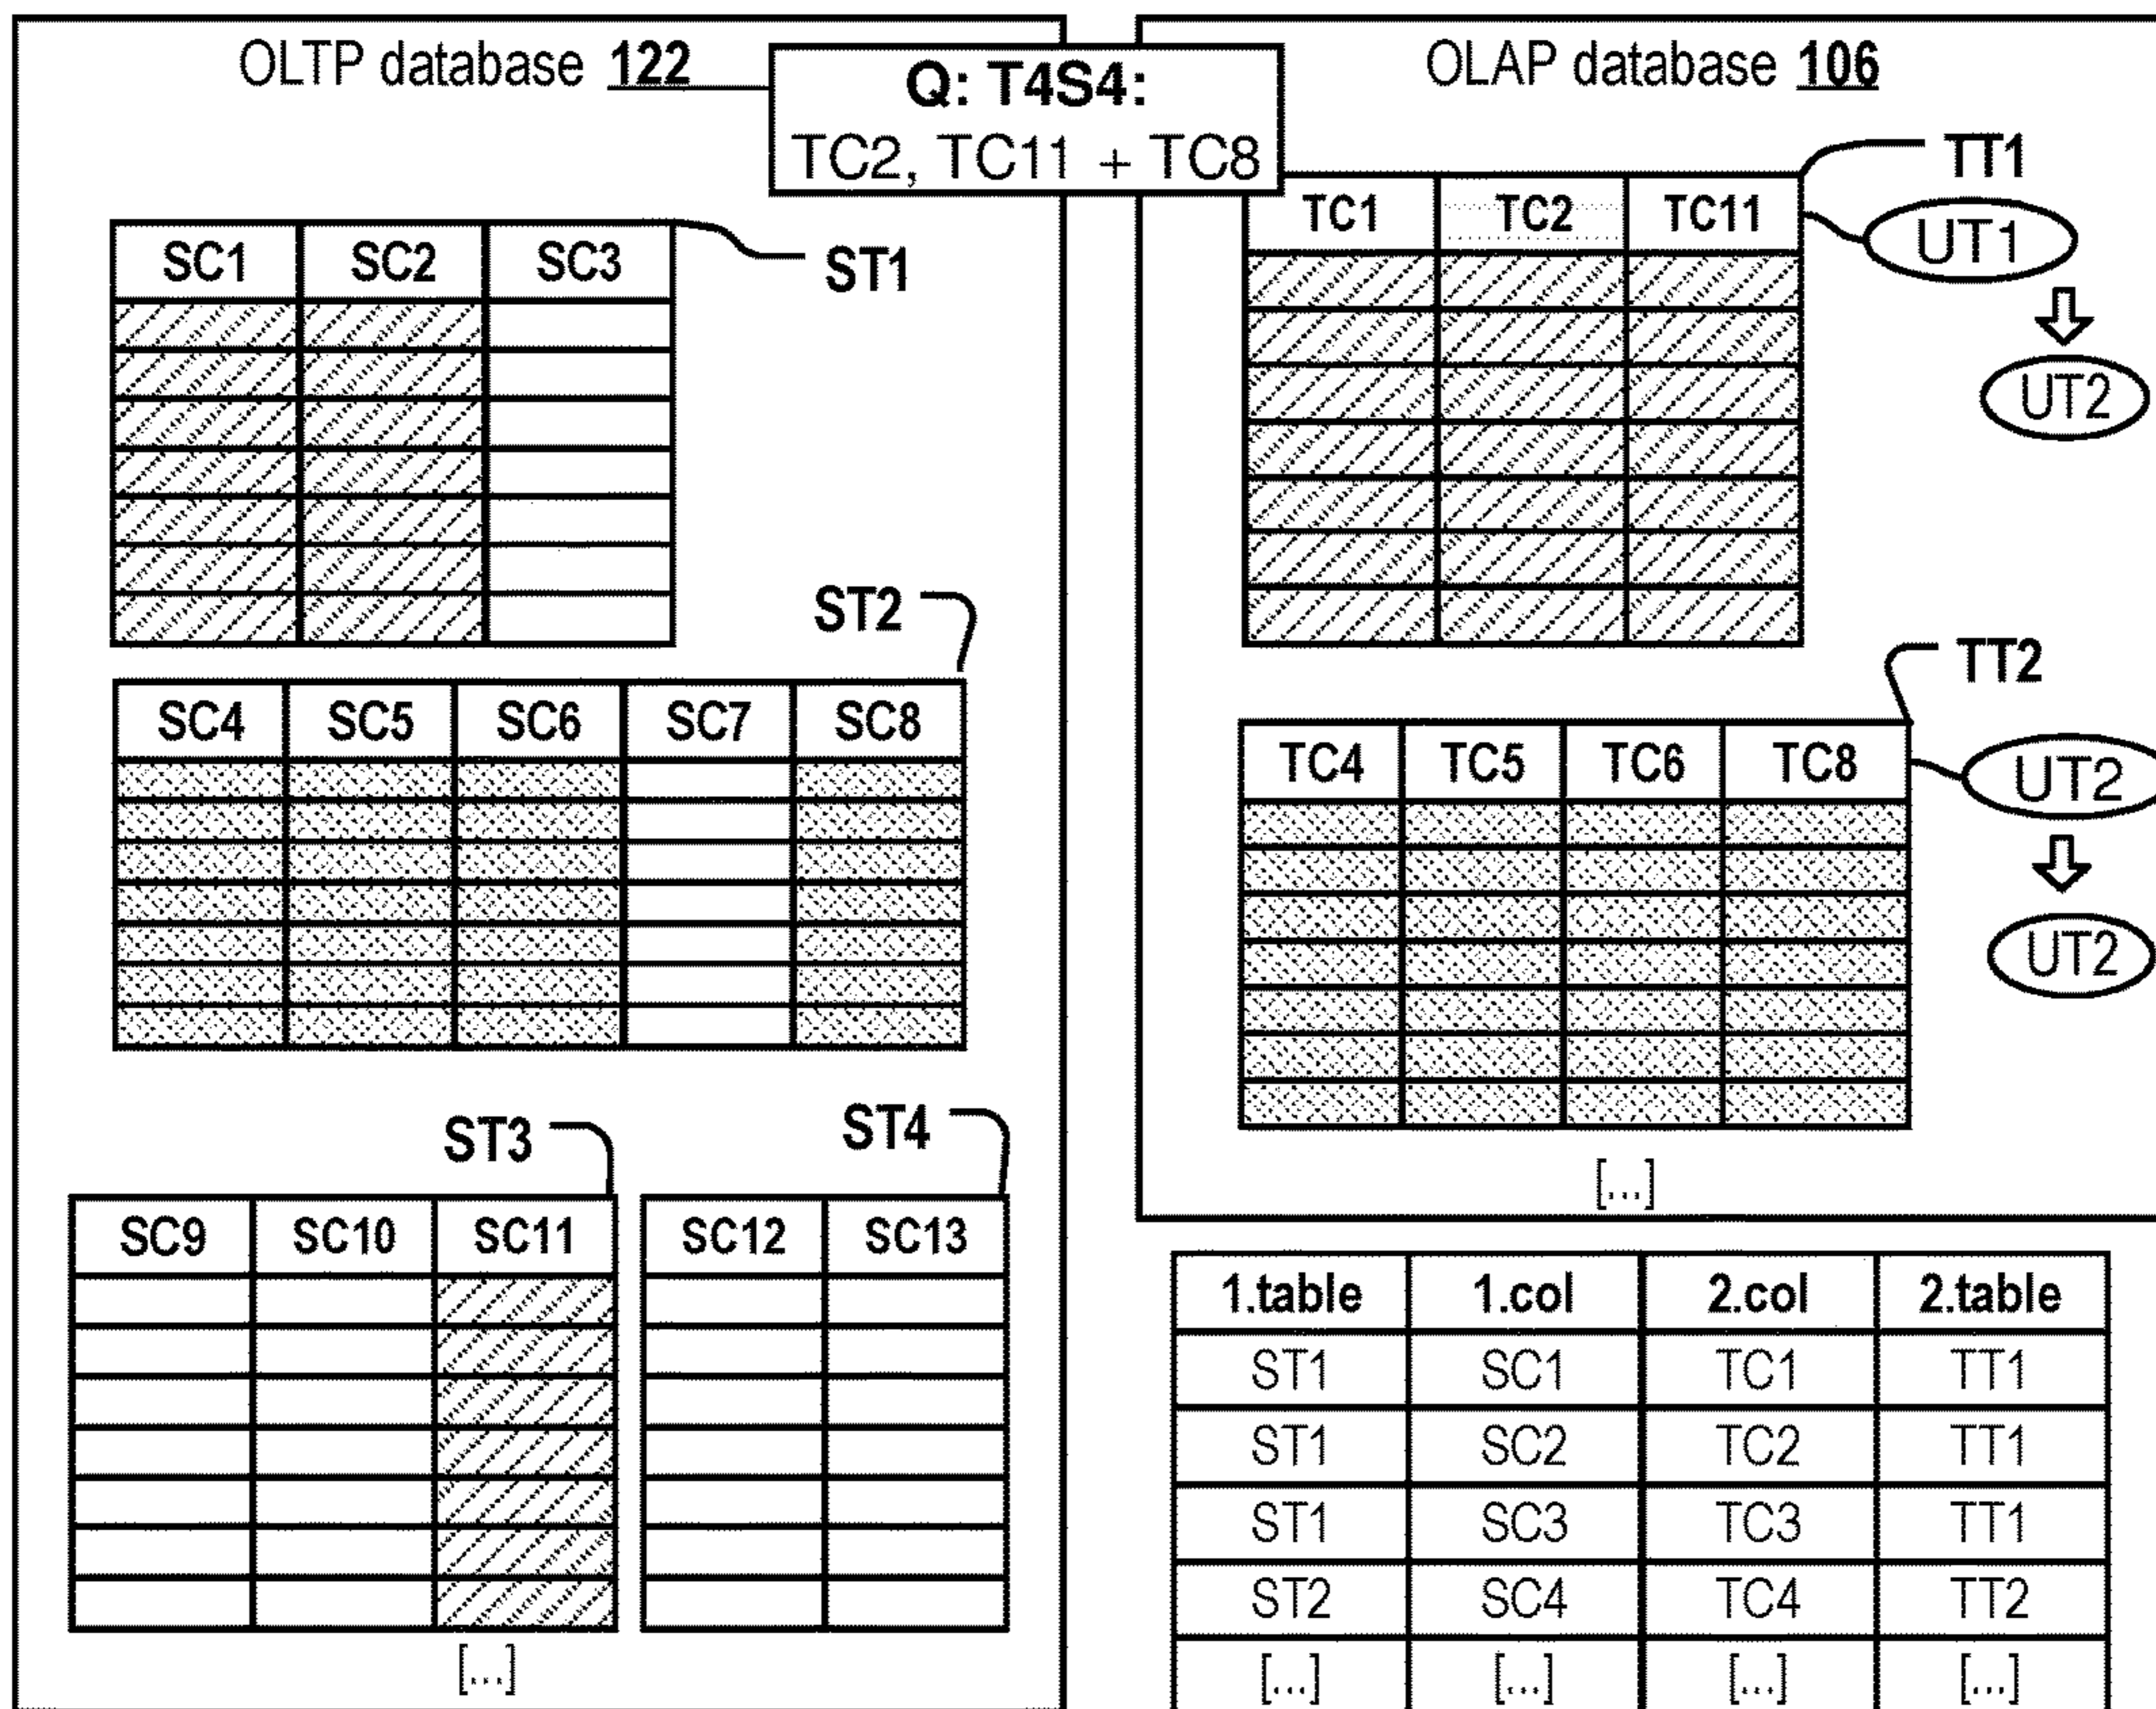 OLTP database 122
Q: T4S4:
TC2, TC11 + TC8
SC1 SC2 SC3
ST1
ST2
SC4 SC5 SC6 SC7 SC8
ST3
ST4
SC9 SC10 SC11
SC12 SC13
[...]
OLAP database 106
TT1
TC1 TC2 TC11
UT1
UT2
TT2
TC4 TC5 TC6 TC8
UT2
UT2
[...]
1.table 1.col 2.col 2.table
ST1 SC1 TC1 TT1
ST1 SC2 TC2 TT1
ST1 SC3 TC3 TT1
ST2 SC4 TC4 TT2
[...] [...] [...] [...]